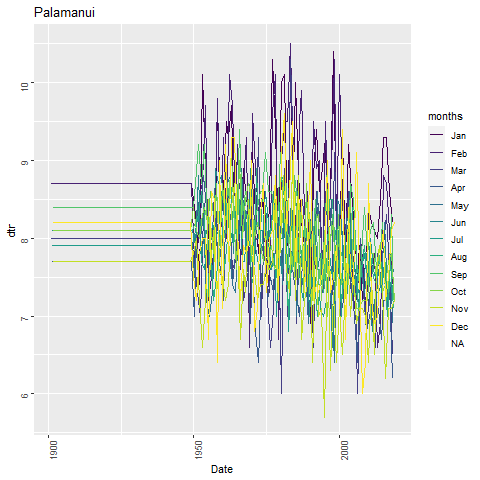 Palamanui
dtr
10
9
8
7
6
1900
1950
2000
Date
months
Jan
Feb
Mar
Apr
May
Jun
Jul
Aug
Sep
Oct
Nov
Dec
NA